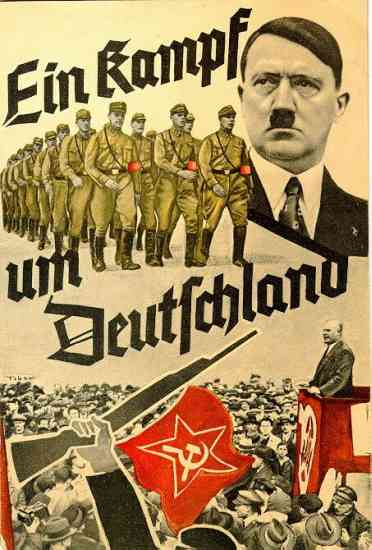 Ein Kampf
um
Deutschland